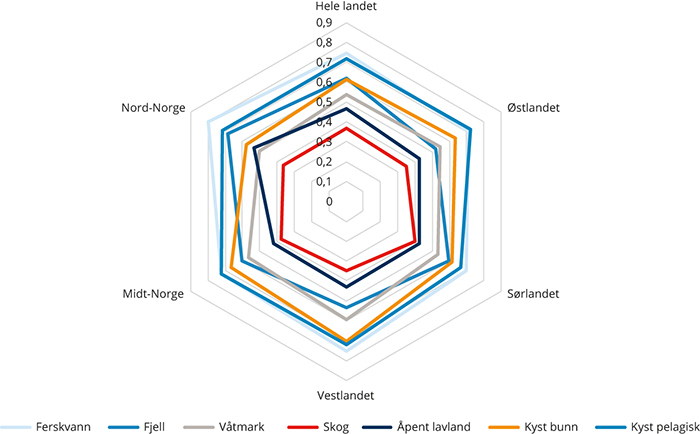 Hele landet
0,9
0,8
0,7
0,6
0,5
0,4
0,3
0,2
0,1
0
Nord-Norge
Østlandet
Midt-Norge
Sørlandet
Vestlandet
Ferskvann Fjell Våtmark Skog Åpent lavland Kyst bunn Kyst pelagisk